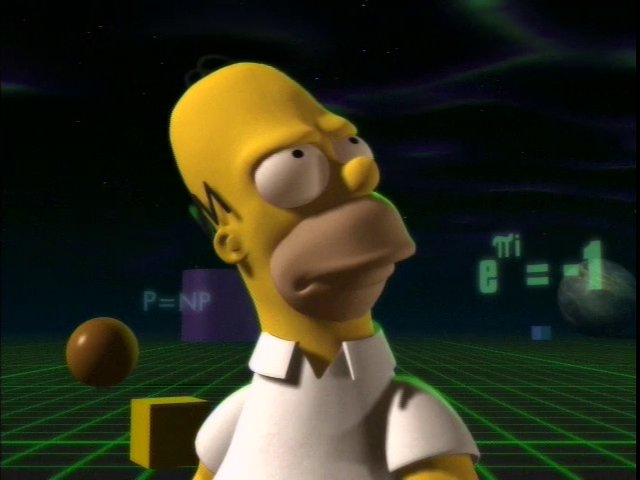 P=NP
e^πi = -1